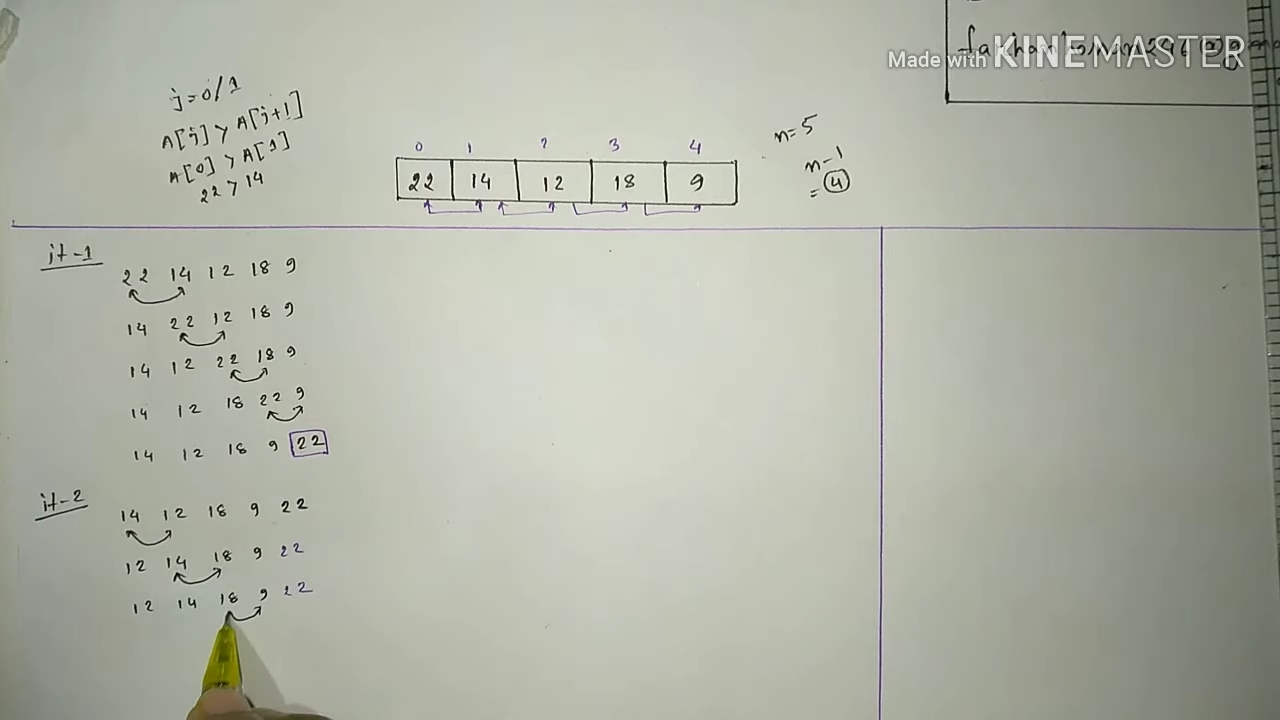 Made with KINEMASTER
j=0/1
A[j] > A[j+1]
A[0] > A[1]
22 > 14
0 1 2 3 4
22 14 12 18 9
n=5
n-1
= 4
it-1
22 14 12 18 9
14 22 12 18 9
14 12 22 18 9
14 12 18 22 9
14 12 18 9 22
it-2
14 12 18 9 22
12 14 18 9 22
12 14 18 9 22